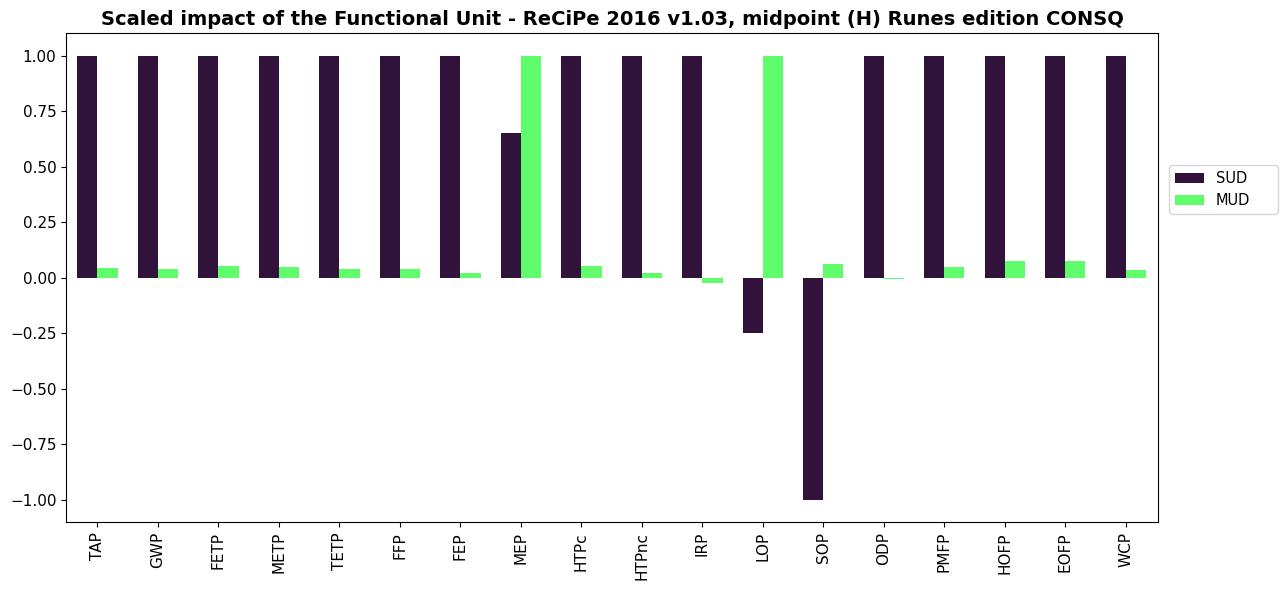 Scaled impact of the Functional Unit - ReCiPe 2016 v1.03, midpoint (H) Runes edition CONSQ
1.00
0.75
0.50
0.25
0.00
−0.25
−0.50
−0.75
−1.00
SUD
MUD
TAP
GWP
FETP
METP
TETP
FFP
FEP
MEP
HTPc
HTPnc
IRP
LOP
SOP
ODP
PMFP
HOFP
EOFP
WCP